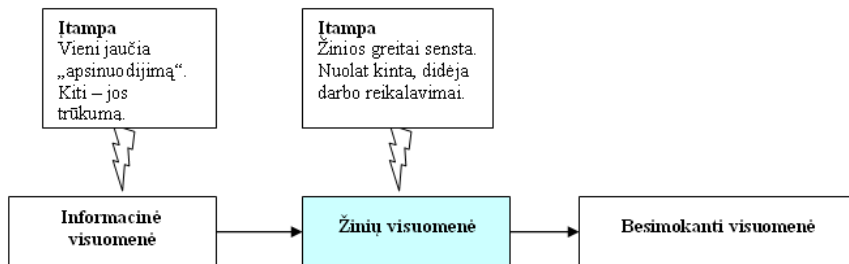 Įtampa
Vieni jaučia
„apsinuodijimą“.
Kiti – jos
trūkumą.
Įtampa
Žinios greitai sensta.
Nuolat kinta, didėja
darbo reikalavimai.
Informacinė
visuomenė
Žinių visuomenė
Besimokanti visuomenė